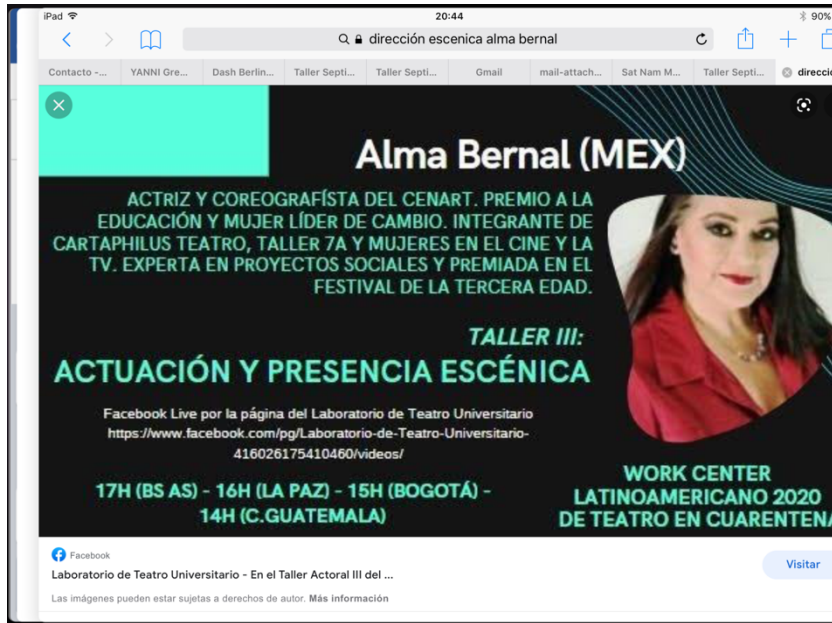 iPad 20:44 90%
dirección escenica alma bernal
Contacto -... YANNI Gre... Dash Berlin... Taller Septi... Taller Septi... Gmail mail-attach... Sat Nam M... Taller Septi... direcci
Alma Bernal (MEX)
ACTRIZ Y COREOGRAFÍSTA DEL CENART. PREMIO A LA
EDUCACIÓN Y MUJER LÍDER DE CAMBIO. INTEGRANTE DE
CARTAPHILUS TEATRO, TALLER 7A Y MUJERES EN EL CINE Y LA
TV. EXPERTA EN PROYECTOS SOCIALES Y PREMIADA EN EL
FESTIVAL DE LA TERCERA EDAD.
TALLER III:
ACTUACIÓN Y PRESENCIA ESCÉNICA
Facebook Live por la página del Laboratorio de Teatro Universitario
https://www.facebook.com/pg/Laboratorio-de-Teatro-Universitario-
416026175410460/videos/
17H (BS AS) - 16H (LA PAZ) - 15H (BOGOTÁ) -
14H (C.GUATEMALA)
WORK CENTER
LATINOAMERICANO 2020
DE TEATRO EN CUARENTENA
Facebook
Laboratorio de Teatro Universitario - En el Taller Actoral III del ...
Visitar
Las imágenes pueden estar sujetas a derechos de autor. Más información